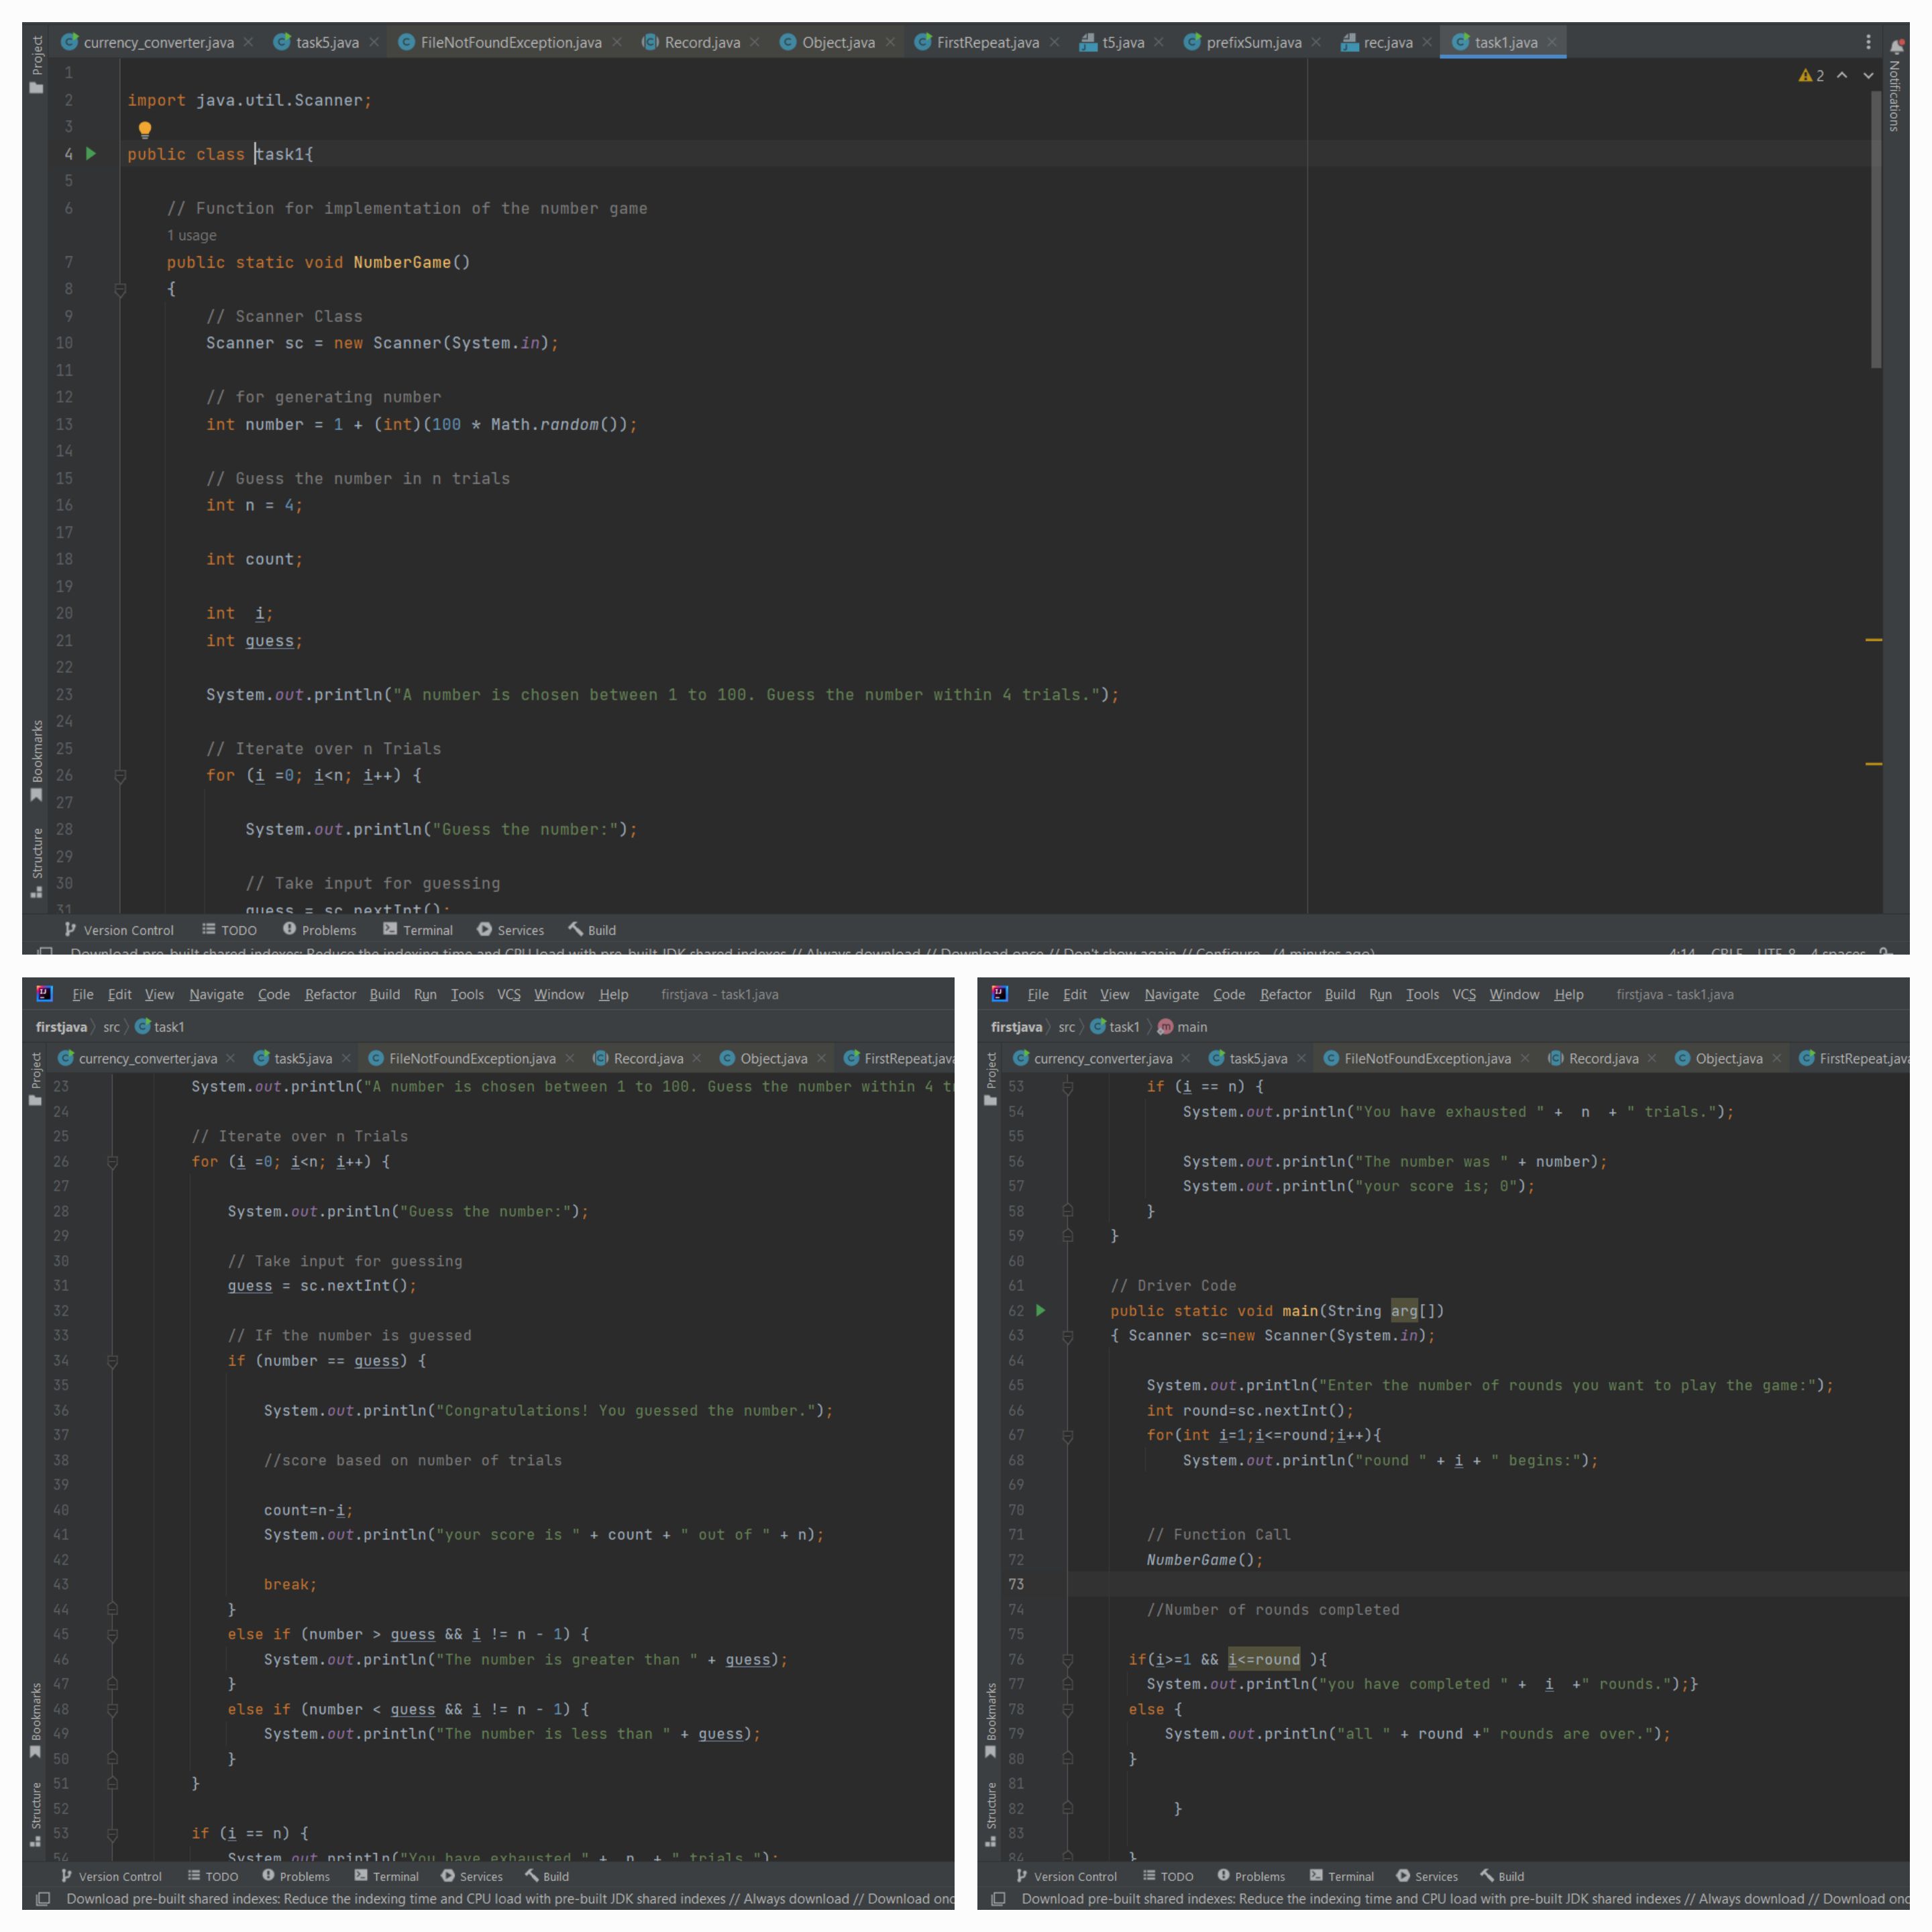 Project
currency_converter.java task5.java FileNotFoundException.java Record.java Object.java FirstRepeat.java t5.java prefixSum.java rec.java task1.java
Notifications
2
1
2 import java.util.Scanner;
3
4 public class task1{
5
6 // Function for implementation of the number game
1 usage
7 public static void NumberGame()
8 {
9 // Scanner Class
10 Scanner sc = new Scanner(System.in);
11
12 // for generating number
13 int number = 1 + (int)(100 * Math.random());
14
15 // Guess the number in n trials
16 int n = 4;
17
18 int count;
19
20 int  i;
21 int guess;
22
23 System.out.println("A number is chosen between 1 to 100. Guess the number within 4 trials.");
24
25 // Iterate over n Trials
26 for (i =0; i<n; i++) {
27
28 System.out.println("Guess the number:");
29
30 // Take input for guessing
31 guess = sc.nextInt();
Bookmarks
Structure
Version Control TODO Problems Terminal Services Build
Download pre-built shared indexes: Reduce the indexing time and CPU load with pre-built JDK shared indexes // Always download // Download once // Don't show again // Configure... (4 minutes ago) 4:14 CRLF UTF-8 4 spaces
File Edit View Navigate Code Refactor Build Run Tools VCS Window Help firstjava - task1.java
firstjava src task1
Project
currency_converter.java task5.java FileNotFoundException.java Record.java Object.java FirstRepeat.java
23 System.out.println("A number is chosen between 1 to 100. Guess the number within 4 t
24
25 // Iterate over n Trials
26 for (i =0; i<n; i++) {
27
28 System.out.println("Guess the number:");
29
30 // Take input for guessing
31 guess = sc.nextInt();
32
33 // If the number is guessed
34 if (number == guess) {
35
36 System.out.println("Congratulations! You guessed the number.");
37
38 //score based on number of trials
39
40 count=n-i;
41 System.out.println("your score is " + count + " out of " + n);
42
43 break;
44 }
45 else if (number > guess && i != n - 1) {
46 System.out.println("The number is greater than " + guess);
47 }
48 else if (number < guess && i != n - 1) {
49 System.out.println("The number is less than " + guess);
50 }
51 }
52
53 if (i == n) {
54 System.out.println("You have exhausted " +  n  + " trials.");
Bookmarks
Structure
Version Control TODO Problems Terminal Services Build
Download pre-built shared indexes: Reduce the indexing time and CPU load with pre-built JDK shared indexes // Always download // Download onc
File Edit View Navigate Code Refactor Build Run Tools VCS Window Help firstjava - task1.java
firstjava src task1 main
Project
currency_converter.java task5.java FileNotFoundException.java Record.java Object.java FirstRepeat.java
53 if (i == n) {
54 System.out.println("You have exhausted " +  n  + " trials.");
55
56 System.out.println("The number was " + number);
57 System.out.println("your score is; 0");
58 }
59 }
60
61 // Driver Code
62 public static void main(String arg[])
63 { Scanner sc=new Scanner(System.in);
64
65 System.out.println("Enter the number of rounds you want to play the game:");
66 int round=sc.nextInt();
67 for(int i=1;i<=round;i++){
68 System.out.println("round " + i + " begins:");
69
70
71 // Function Call
72 NumberGame();
73
74 //Number of rounds completed
75
76 if(i>=1 && i<=round ){
77 System.out.println("you have completed " +  i  +" rounds.");}
78 else {
79 System.out.println("all " + round +" rounds are over.");
80 }
81
82 }
83
84 }
Bookmarks
Structure
Version Control TODO Problems Terminal Services Build
Download pre-built shared indexes: Reduce the indexing time and CPU load with pre-built JDK shared indexes // Always download // Download onc